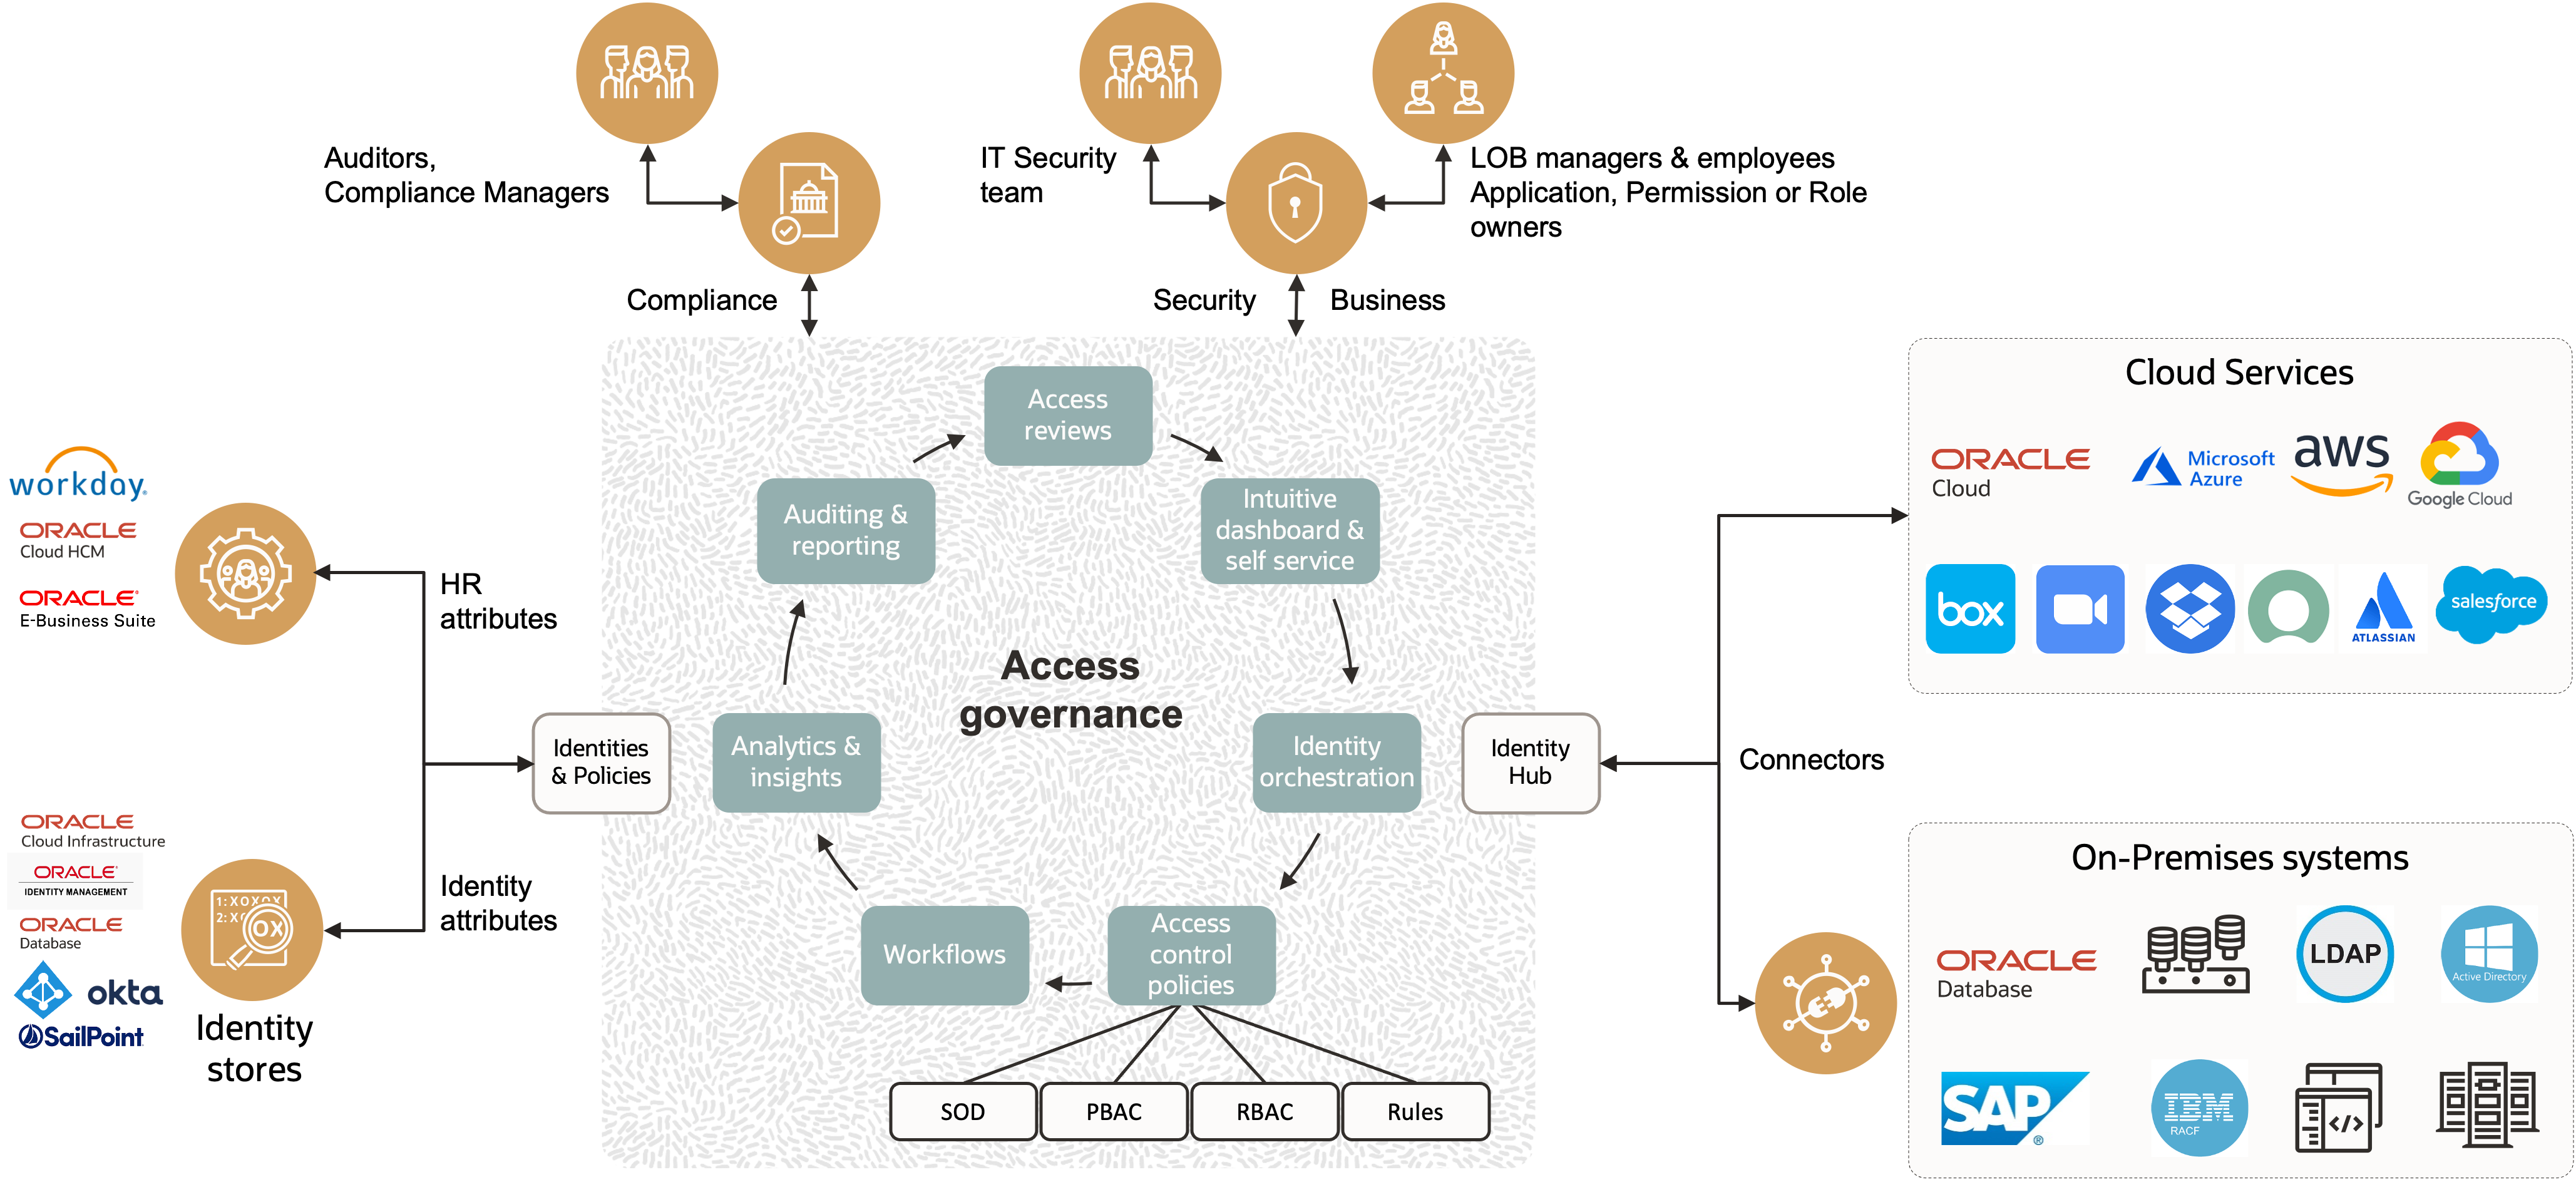 Auditors,
Compliance Managers
IT Security
team
LOB managers & employees
Application, Permission or Role
owners
Compliance
Security
Business
workday.
ORACLE
Cloud HCM
ORACLE®
E-Business Suite
HR
attributes
ORACLE
Cloud Infrastructure
ORACLE®
IDENTITY MANAGEMENT
ORACLE
Database
okta
SailPoint
1:XOXOX
2:XO
OX
Identity
stores
Identity
attributes
Identities
& Policies
Access
governance
Access
reviews
Intuitive
dashboard &
self service
Identity
orchestration
Access
control
policies
Workflows
Analytics &
insights
Auditing &
reporting
SOD
PBAC
RBAC
Rules
Identity
Hub
Connectors
Cloud Services
ORACLE
Cloud
Microsoft
Azure
aws
Google Cloud
box
ATLASSIAN
salesforce
On-Premises systems
ORACLE
Database
LDAP
Active Directory
SAP®
IBM
RACF
</>